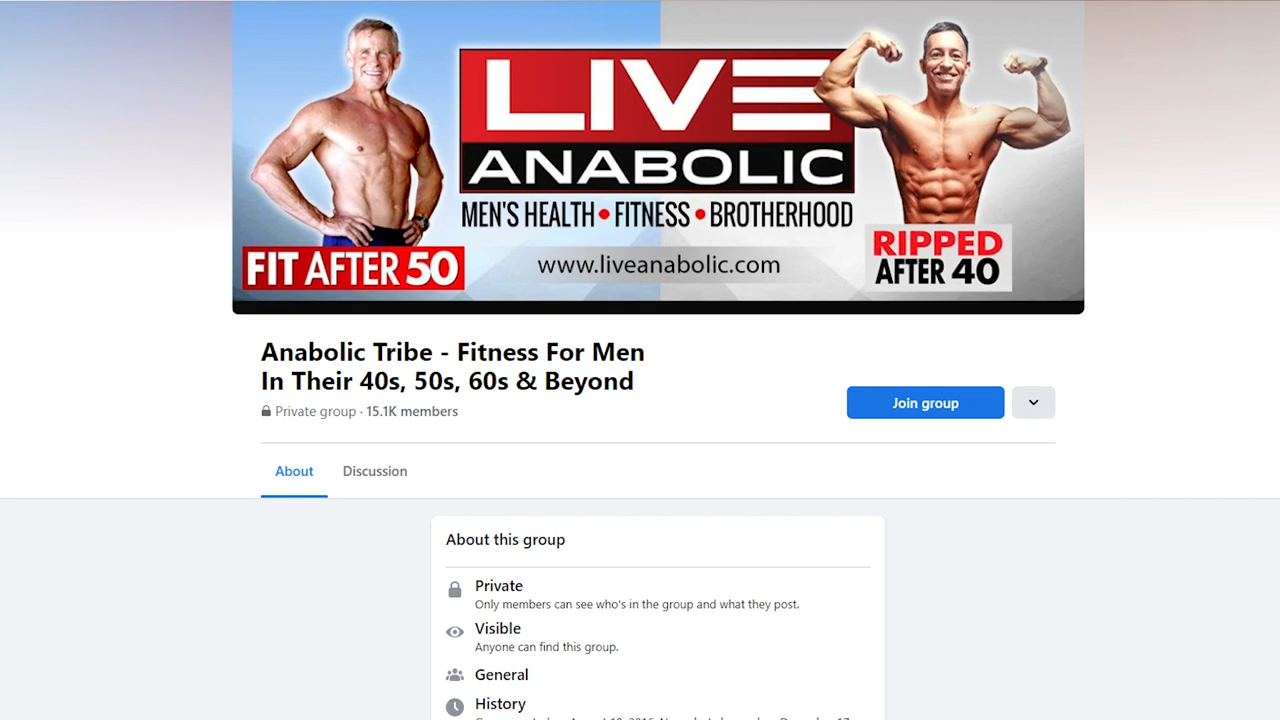 LIVE
ANABOLIC
MEN'S HEALTH • FITNESS • BROTHERHOOD
www.liveanabolic.com
FIT AFTER 50
RIPPED
AFTER 40
Anabolic Tribe - Fitness For Men
In Their 40s, 50s, 60s & Beyond
Private group · 15.1K members
Join group
About
Discussion
About this group
Private
Only members can see who's in the group and what they post.
Visible
Anyone can find this group.
General
History